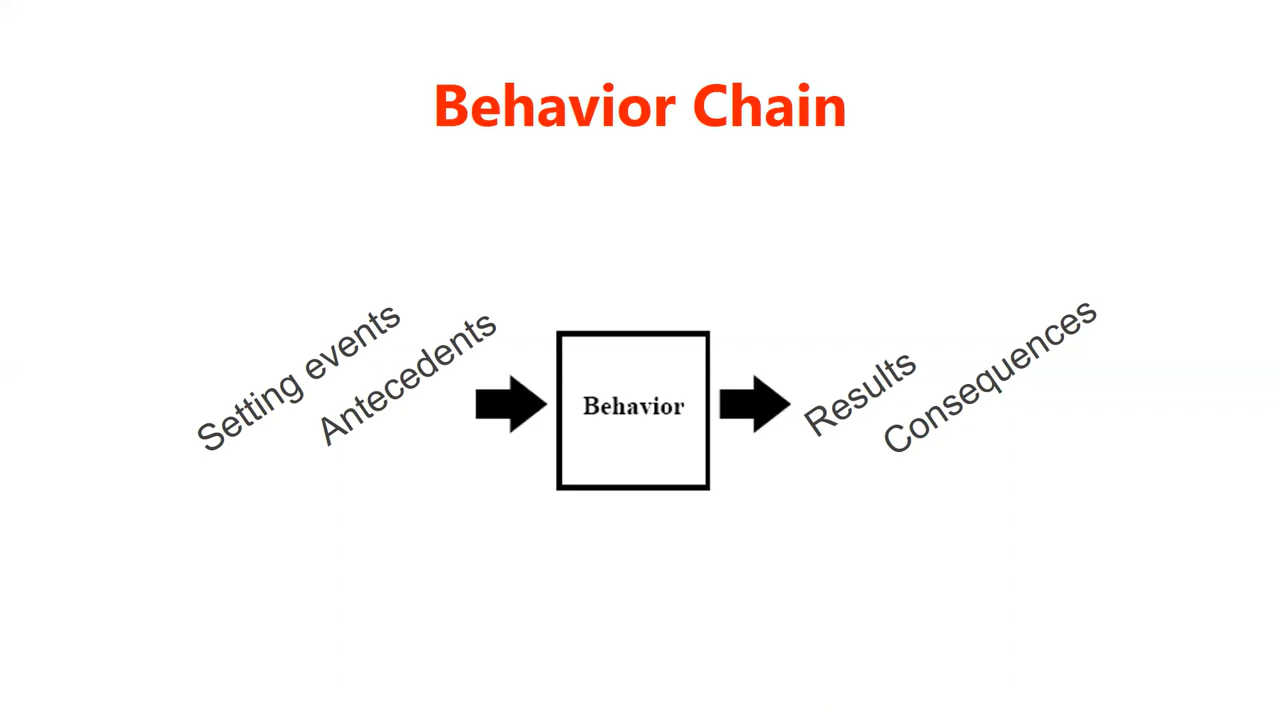 Behavior Chain
Setting events
Antecedents
Behavior
Results
Consequences